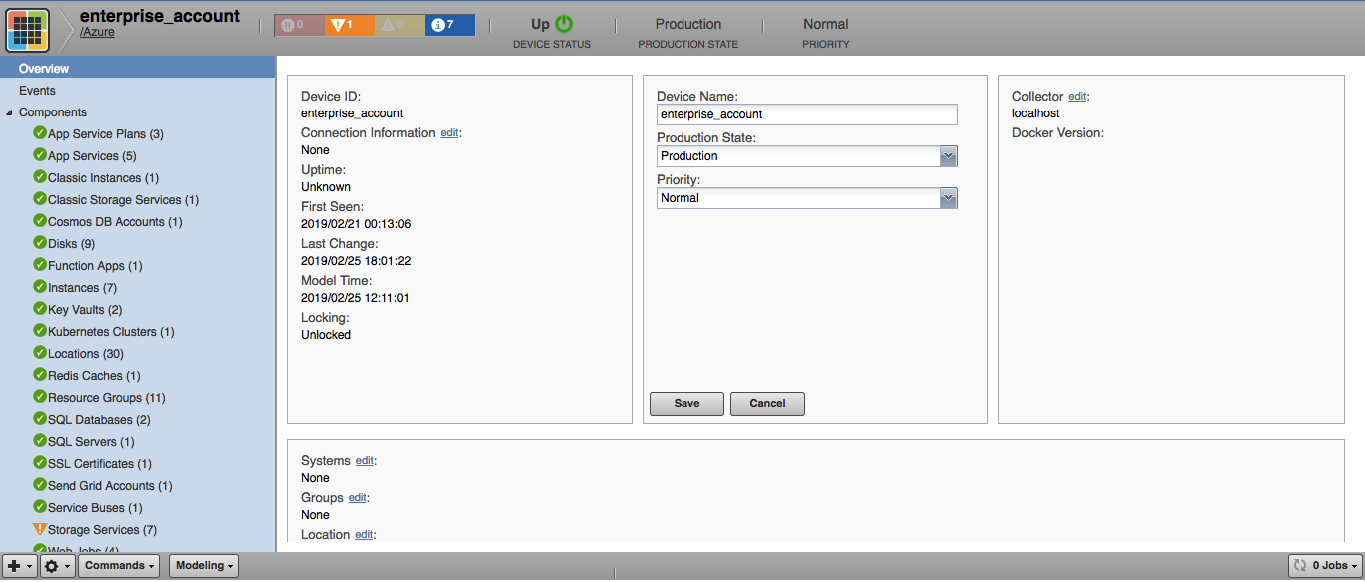 enterprise_account
/Azure
0 1 0 7
Up
DEVICE STATUS
Production
PRODUCTION STATE
Normal
PRIORITY
Overview
Events
Components
App Service Plans (3)
App Services (5)
Classic Instances (1)
Classic Storage Services (1)
Cosmos DB Accounts (1)
Disks (9)
Function Apps (1)
Instances (7)
Key Vaults (2)
Kubernetes Clusters (1)
Locations (30)
Redis Caches (1)
Resource Groups (11)
SQL Databases (2)
SQL Servers (1)
SSL Certificates (1)
Send Grid Accounts (1)
Service Buses (1)
Storage Services (7)
Web Jobs (4)
Device ID:
enterprise_account
Connection Information edit:
None
Uptime:
Unknown
First Seen:
2019/02/21 00:13:06
Last Change:
2019/02/25 18:01:22
Model Time:
2019/02/25 12:11:01
Locking:
Unlocked
Device Name:
enterprise_account
Production State:
Production
Priority:
Normal
Save Cancel
Collector edit:
localhost
Docker Version:
Systems edit:
None
Groups edit:
None
Location edit:
Commands Modeling 0 Jobs